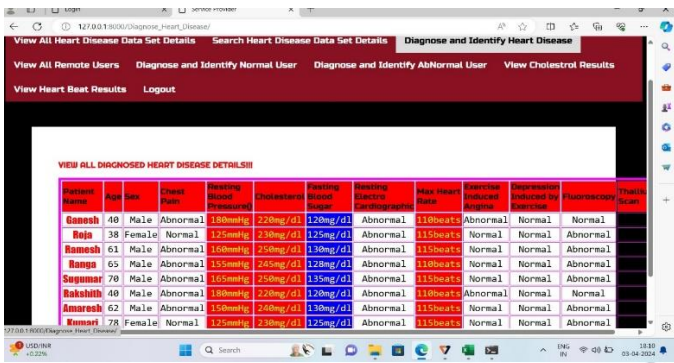 Login
Service Provider
127.0.0.1:8000/Diagnose_Heart_Disease/
View All Heart Disease Data Set Details Search Heart Disease Data Set Details Diagnose and Identify Heart Disease
View All Remote Users Diagnose and Identify Normal User Diagnose and Identify AbNormal User View Cholestrol Results
View Heart Beat Results Logout
VIEW ALL DIAGNOSED HEART DISEASE DETAILS!!!
Patient Name Age Sex Chest Pain Resting Blood Pressure() Cholesterol Fasting Blood Sugar Resting Electro Cardiographic Max Heart Rate Exercise Induced Angina Depression Induced by Exercise Fluoroscopy Scan
Ganesh 40 Male Abnormal 180mmHg 220mg/dl 120mg/dl Abnormal 110beats Abnormal Normal Normal
Roja 38 Female Normal 125mmHg 230mg/dl 125mg/dl Abnormal 115beats Normal Normal Abnormal
Ramesh 61 Male Abnormal 160mmHg 250mg/dl 130mg/dl Abnormal 115beats Normal Abnormal Abnormal
Ranga 65 Male Abnormal 155mmHg 245mg/dl 128mg/dl Abnormal 110beats Normal Abnormal Normal
Sugumar 70 Male Abnormal 165mmHg 250mg/dl 135mg/dl Abnormal 115beats Normal Abnormal Abnormal
Rakshith 40 Male Abnormal 180mmHg 220mg/dl 120mg/dl Abnormal 110beats Abnormal Normal Normal
Amaresh 62 Male Abnormal 150mmHg 240mg/dl 130mg/dl Abnormal 115beats Normal Normal Abnormal
Kumari 78 Female Normal 125mmHg 230mg/dl 125mg/dl Abnormal 115beats Normal Normal Abnormal
127.0.0.1:8000/Diagnose_Heart_Disease/
USD/INR
+0.22%
Search
ENG
IN
18:10
03-04-2024